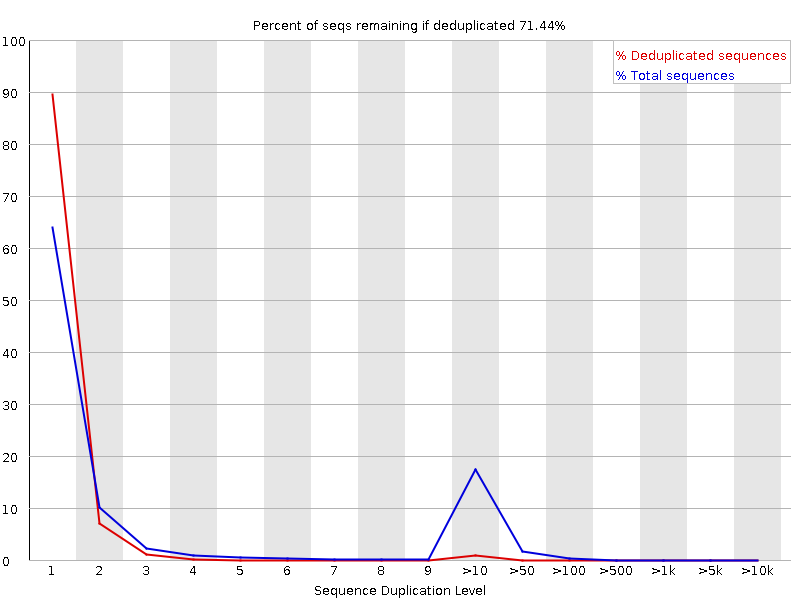 Percent of seqs remaining if deduplicated 71.44%
% Deduplicated sequences
% Total sequences
100
90
80
70
60
50
40
30
20
10
0
1 2 3 4 5 6 7 8 9 >10 >50 >100 >500 >1k >5k >10k
Sequence Duplication Level